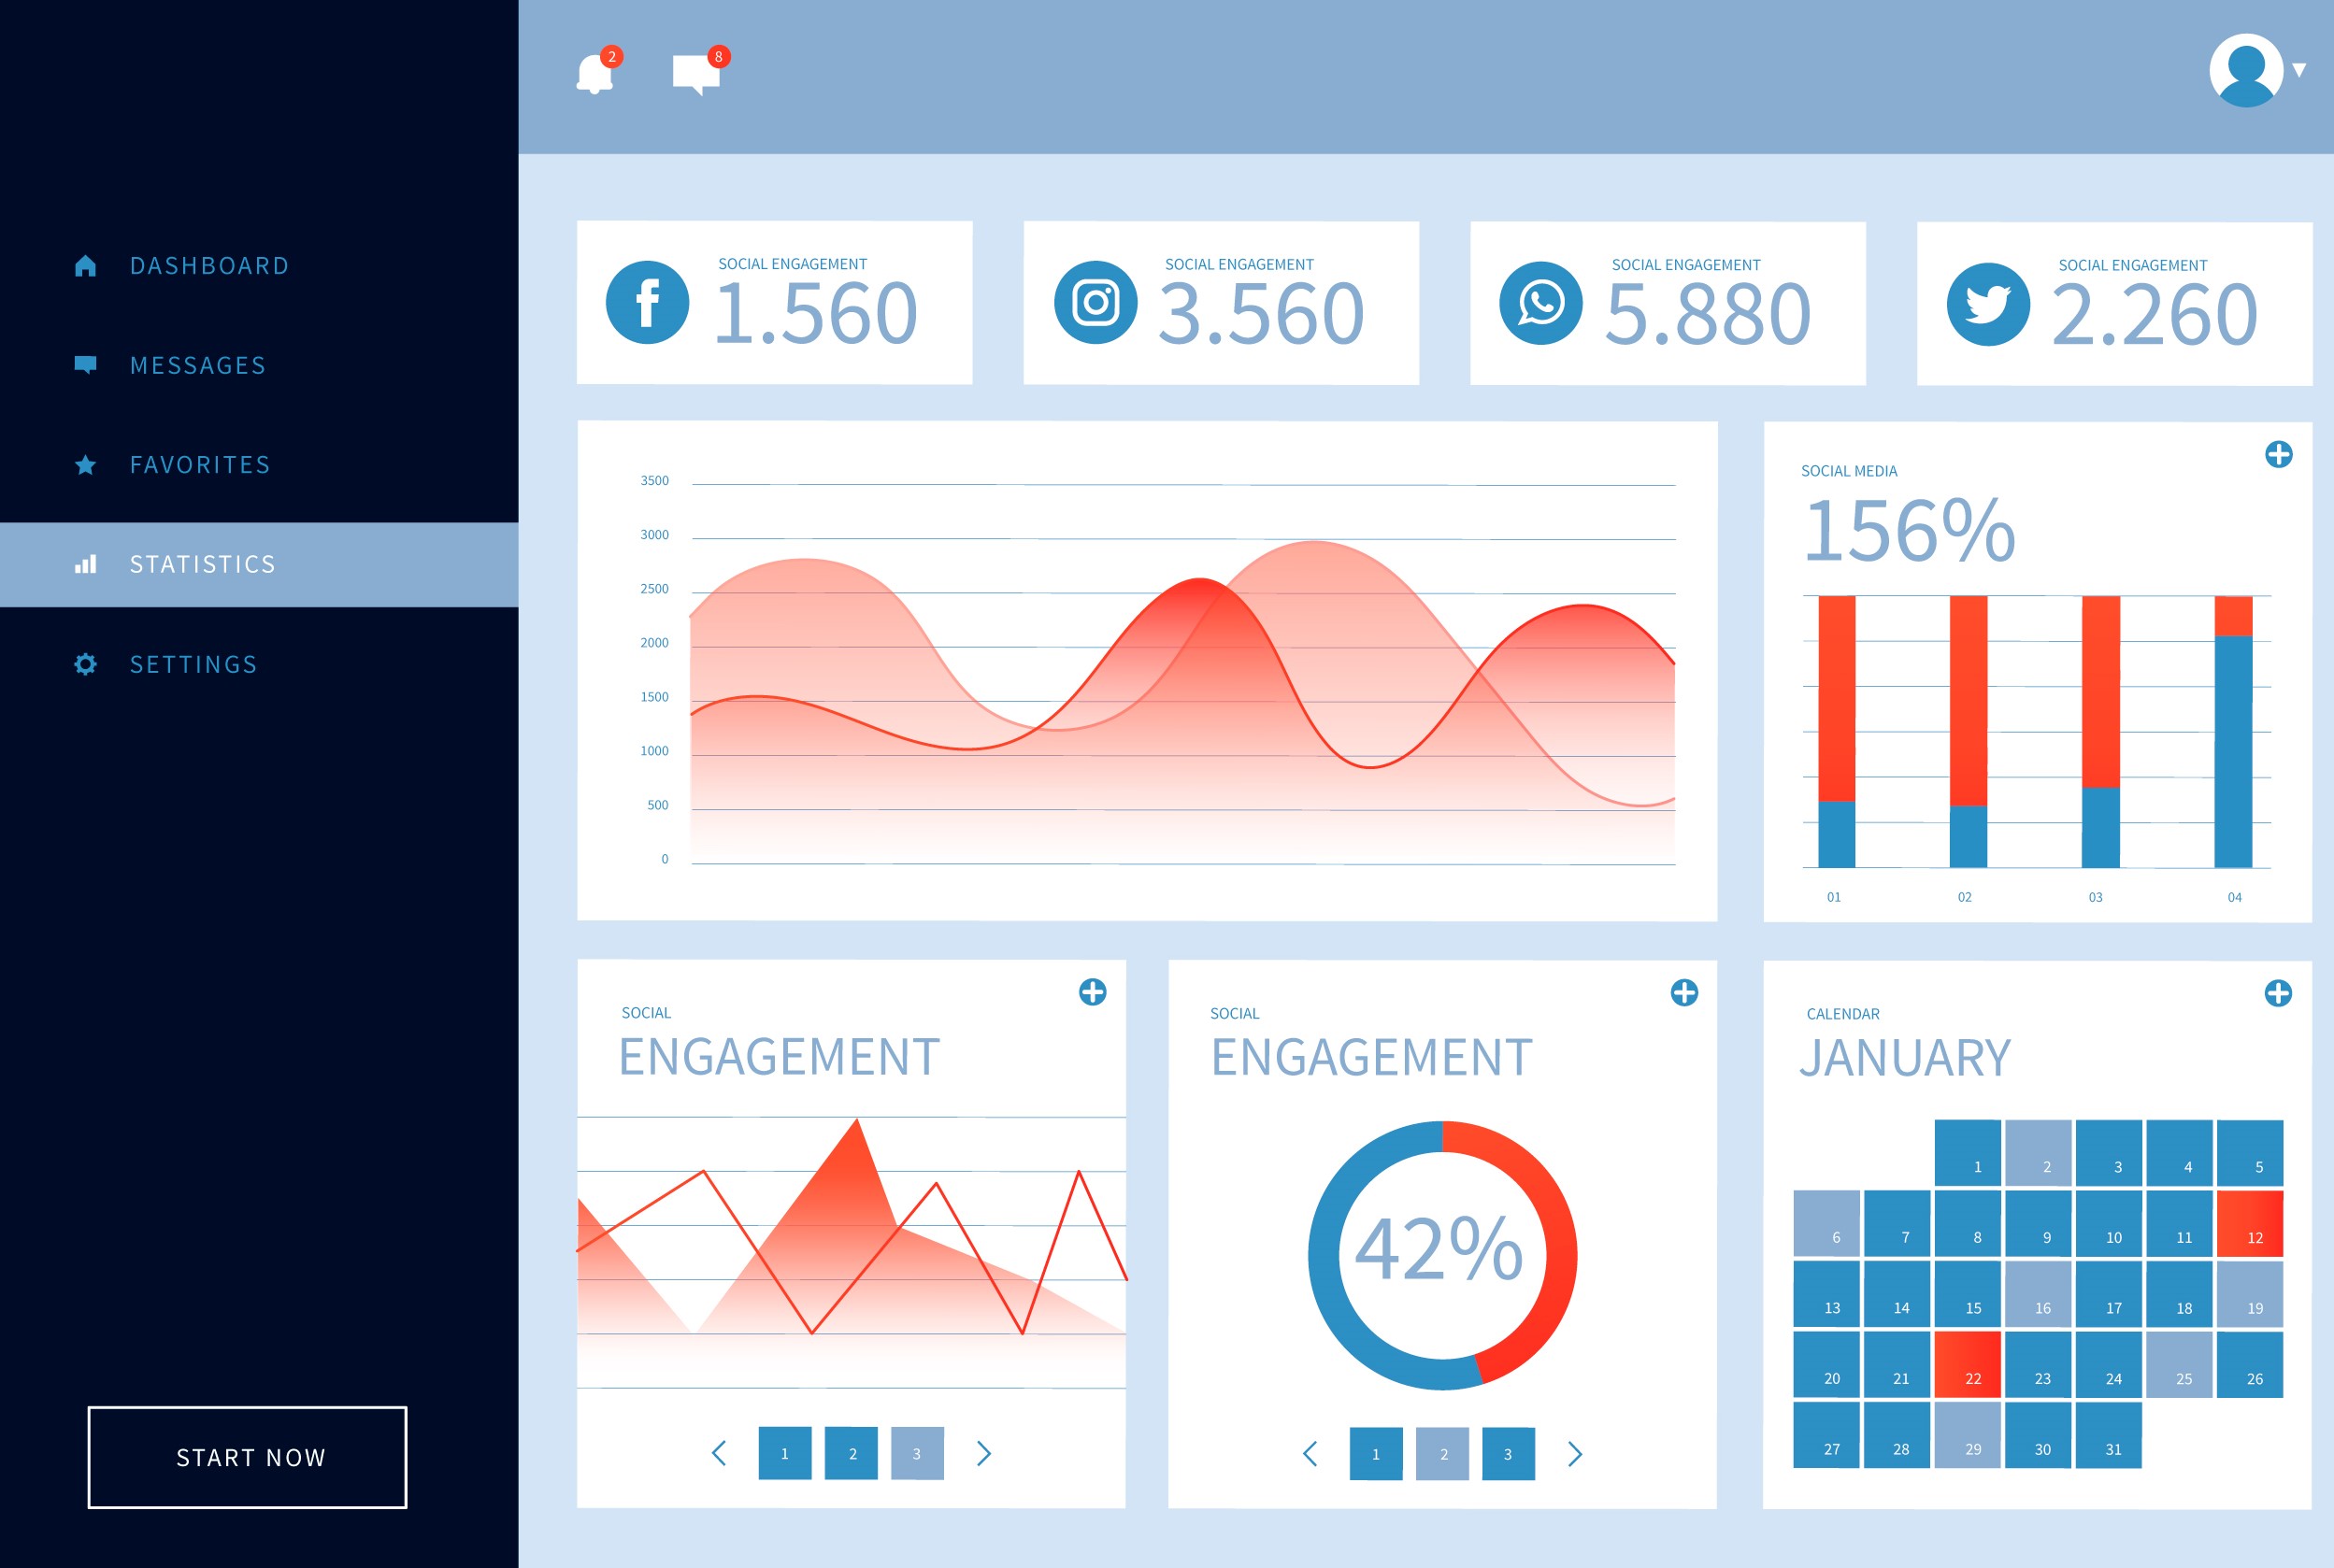 2
8
DASHBOARD
MESSAGES
FAVORITES
STATISTICS
SETTINGS
START NOW
SOCIAL ENGAGEMENT
1.560
SOCIAL ENGAGEMENT
3.560
SOCIAL ENGAGEMENT
5.880
SOCIAL ENGAGEMENT
2.260
3500
3000
2500
2000
1500
1000
500
0
SOCIAL MEDIA
156%
01 02 03 04
SOCIAL
ENGAGEMENT
1 2 3
SOCIAL
ENGAGEMENT
42%
1 2 3
CALENDAR
JANUARY
1 2 3 4 5
6 7 8 9 10 11 12
13 14 15 16 17 18 19
20 21 22 23 24 25 26
27 28 29 30 31